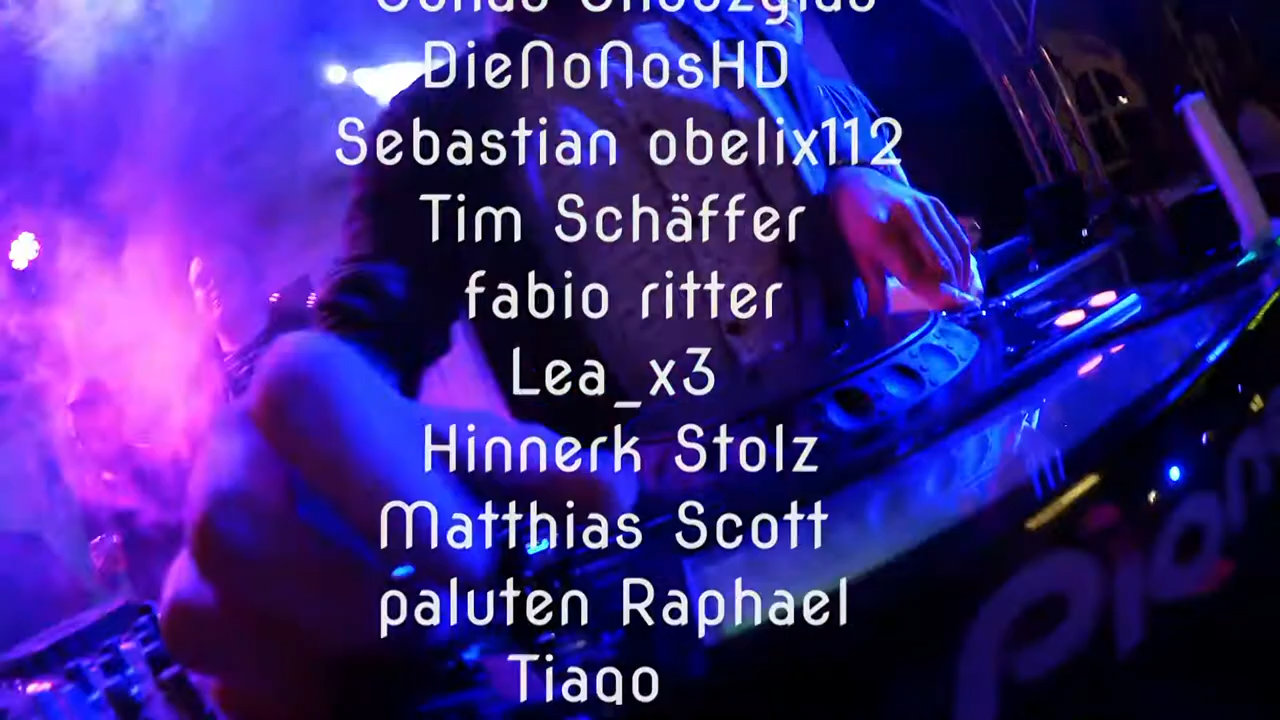 DieNoNosHD
Sebastian obelix112
Tim Schäffer
fabio ritter
Lea_x3
Hinnerk Stolz
Matthias Scott
paluten Raphael
Tiago